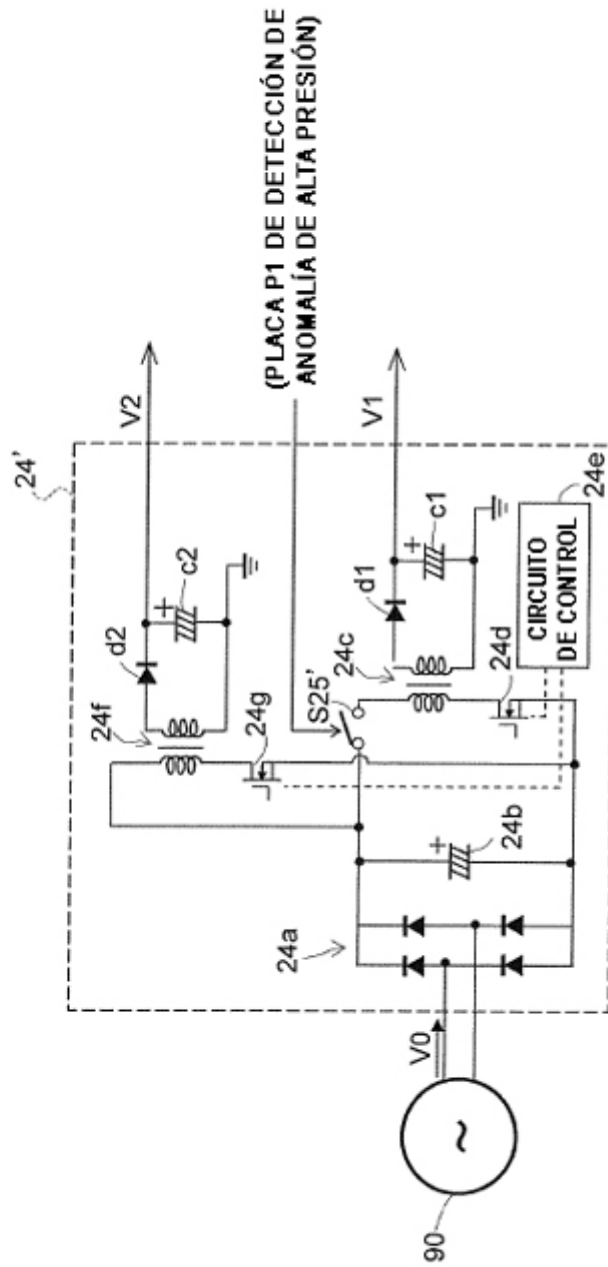 24'
V2
d2
c2
24f
24g
(PLACA P1 DE DETECCIÓN DE
ANOMALÍA DE ALTA PRESIÓN)
S25'
V1
d1
c1
24c
24d
24e
CIRCUITO
DE CONTROL
24a
24b
V0
~
90